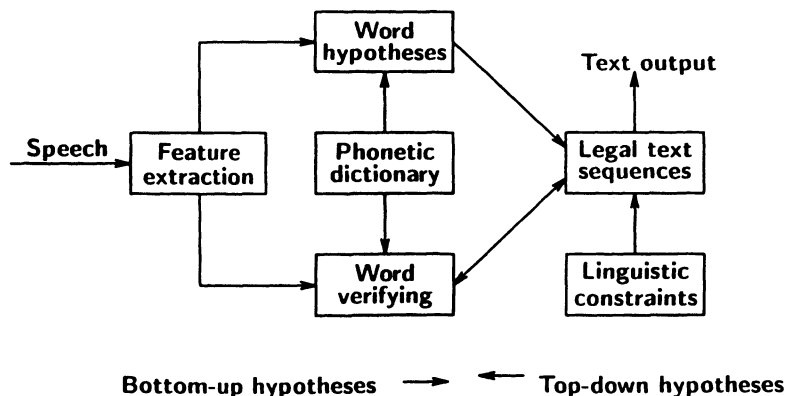 Word
hypotheses
Text output
Speech
Feature
extraction
Phonetic
dictionary
Legal text
sequences
Word
verifying
Linguistic
constraints
Bottom-up hypotheses
Top-down hypotheses